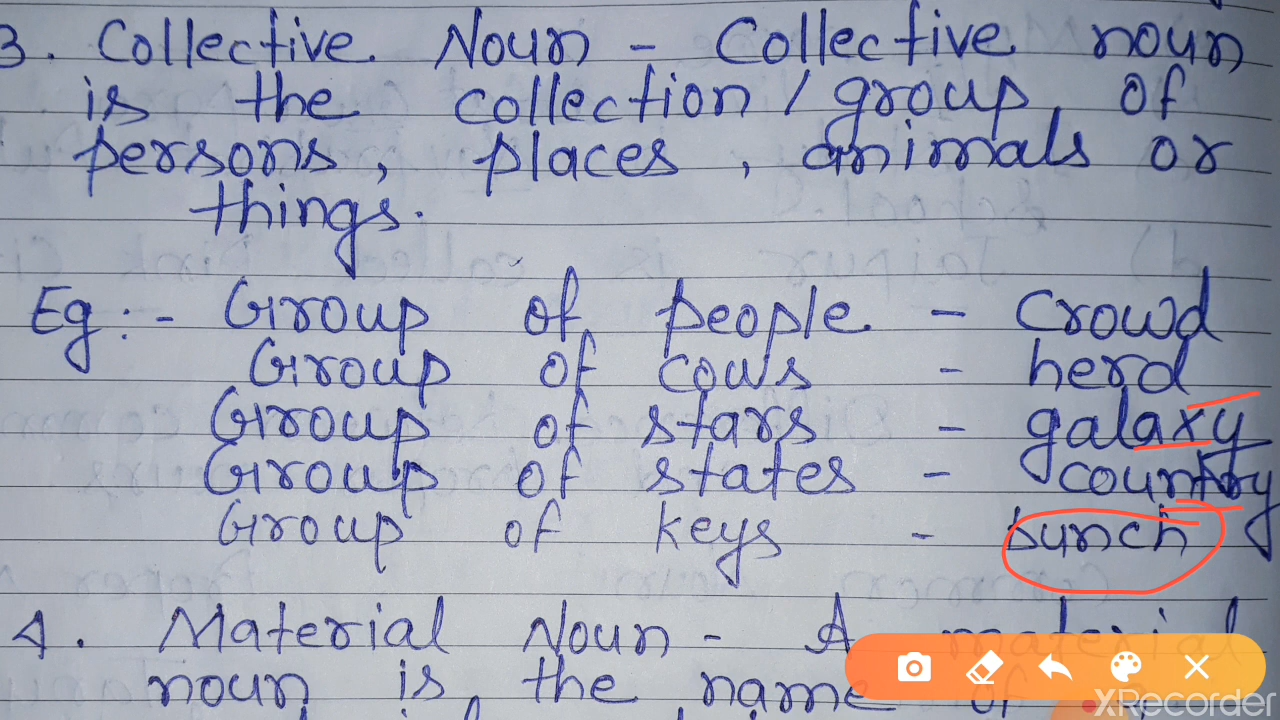 3. Collective Noun - Collective noun
is the collection / group of
persons, places, animals or
things.
Eg :- Group of people - Crowd
Group of cows - herd
Group of stars - galaxy
Group of states - country
Group of keys - bunch
4. Material Noun - A material
noun is the name of
XRecorder